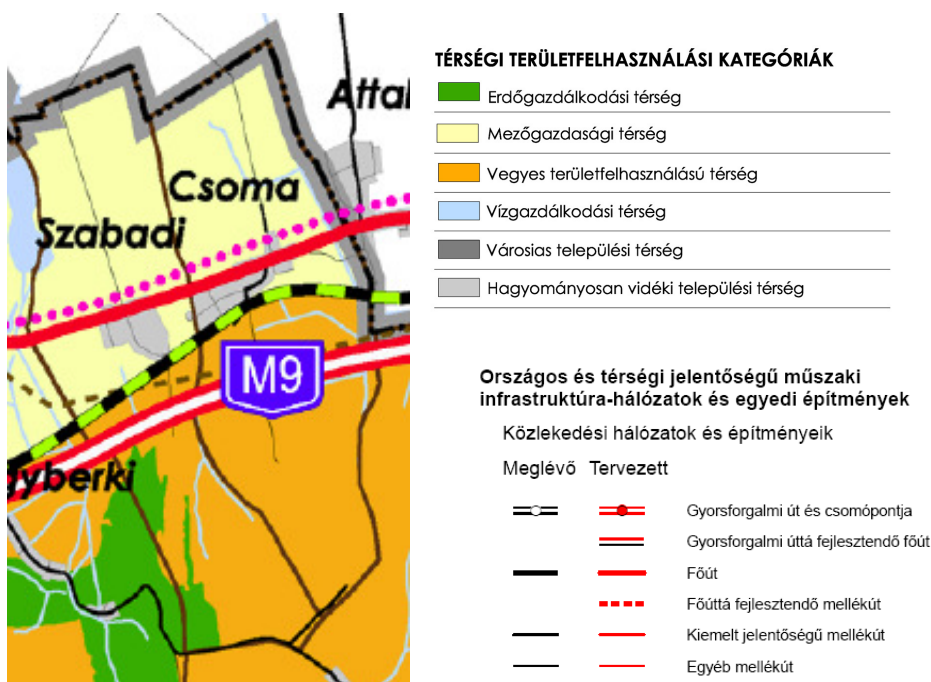 Attal
Csoma
Szabadi
M9
gyberki
TÉRSÉGI TERÜLETFELHASZNÁLÁSI KATEGÓRIÁK
Erdőgazdálkodási térség
Mezőgazdasági térség
Vegyes területfelhasználású térség
Vízgazdálkodási térség
Városias települési térség
Hagyományosan vidéki települési térség
Országos és térségi jelentőségű műszaki
infrastruktúra-hálózatok és egyedi építmények
Közlekedési hálózatok és építményeik
Meglévő Tervezett
Gyorsforgalmi út és csomópontja
Gyorsforgalmi úttá fejlesztendő főút
Főút
Főúttá fejlesztendő mellékút
Kiemelt jelentőségű mellékút
Egyéb mellékút